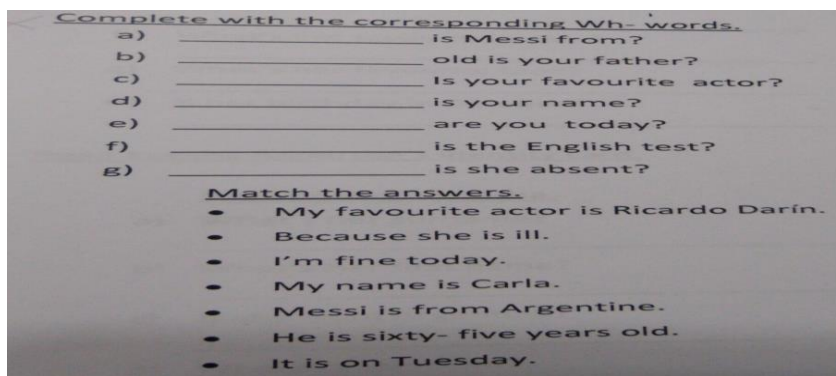 Complete with the corresponding Wh- words.
a) ____________________ is Messi from?
b) ____________________ old is your father?
c) ____________________ Is your favourite actor?
d) ____________________ is your name?
e) ____________________ are you today?
f) ____________________ is the English test?
g) ____________________ is she absent?
Match the answers.
• My favourite actor is Ricardo Darín.
• Because she is ill.
• I'm fine today.
• My name is Carla.
• Messi is from Argentine.
• He is sixty- five years old.
• It is on Tuesday.